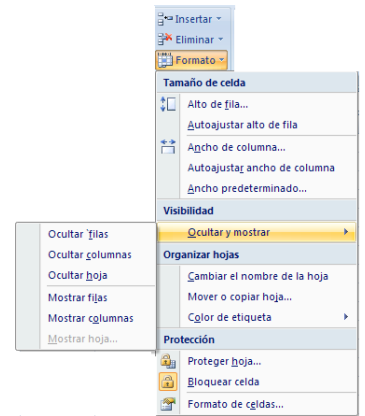 Insertar
Eliminar
Formato
Tamaño de celda
Alto de fila...
Autoajustar alto de fila
Ancho de columna...
Autoajustar ancho de columna
Ancho predeterminado...
Visibilidad
Ocultar y mostrar
Ocultar filas
Ocultar columnas
Ocultar hoja
Mostrar filas
Mostrar columnas
Mostrar hoja...
Organizar hojas
Cambiar el nombre de la hoja
Mover o copiar hoja...
Color de etiqueta
Protección
Proteger hoja...
Bloquear celda
Formato de celdas...